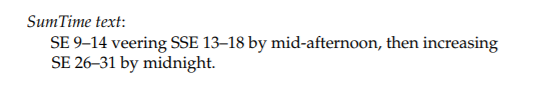 SumTime text:
SE 9–14 veering SSE 13–18 by mid-afternoon, then increasing
SE 26–31 by midnight.